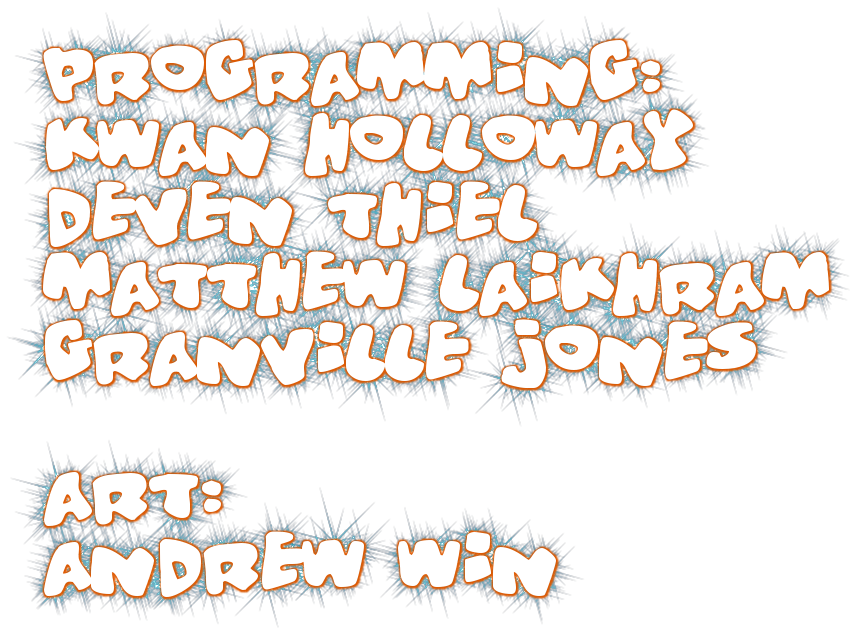 PROGRAMMING:
KWAN HOLLOWAY
DEVEN THIEL
MATTHEW LAIKHRAM
GRANVILLE JONES
ART:
ANDREW WIN